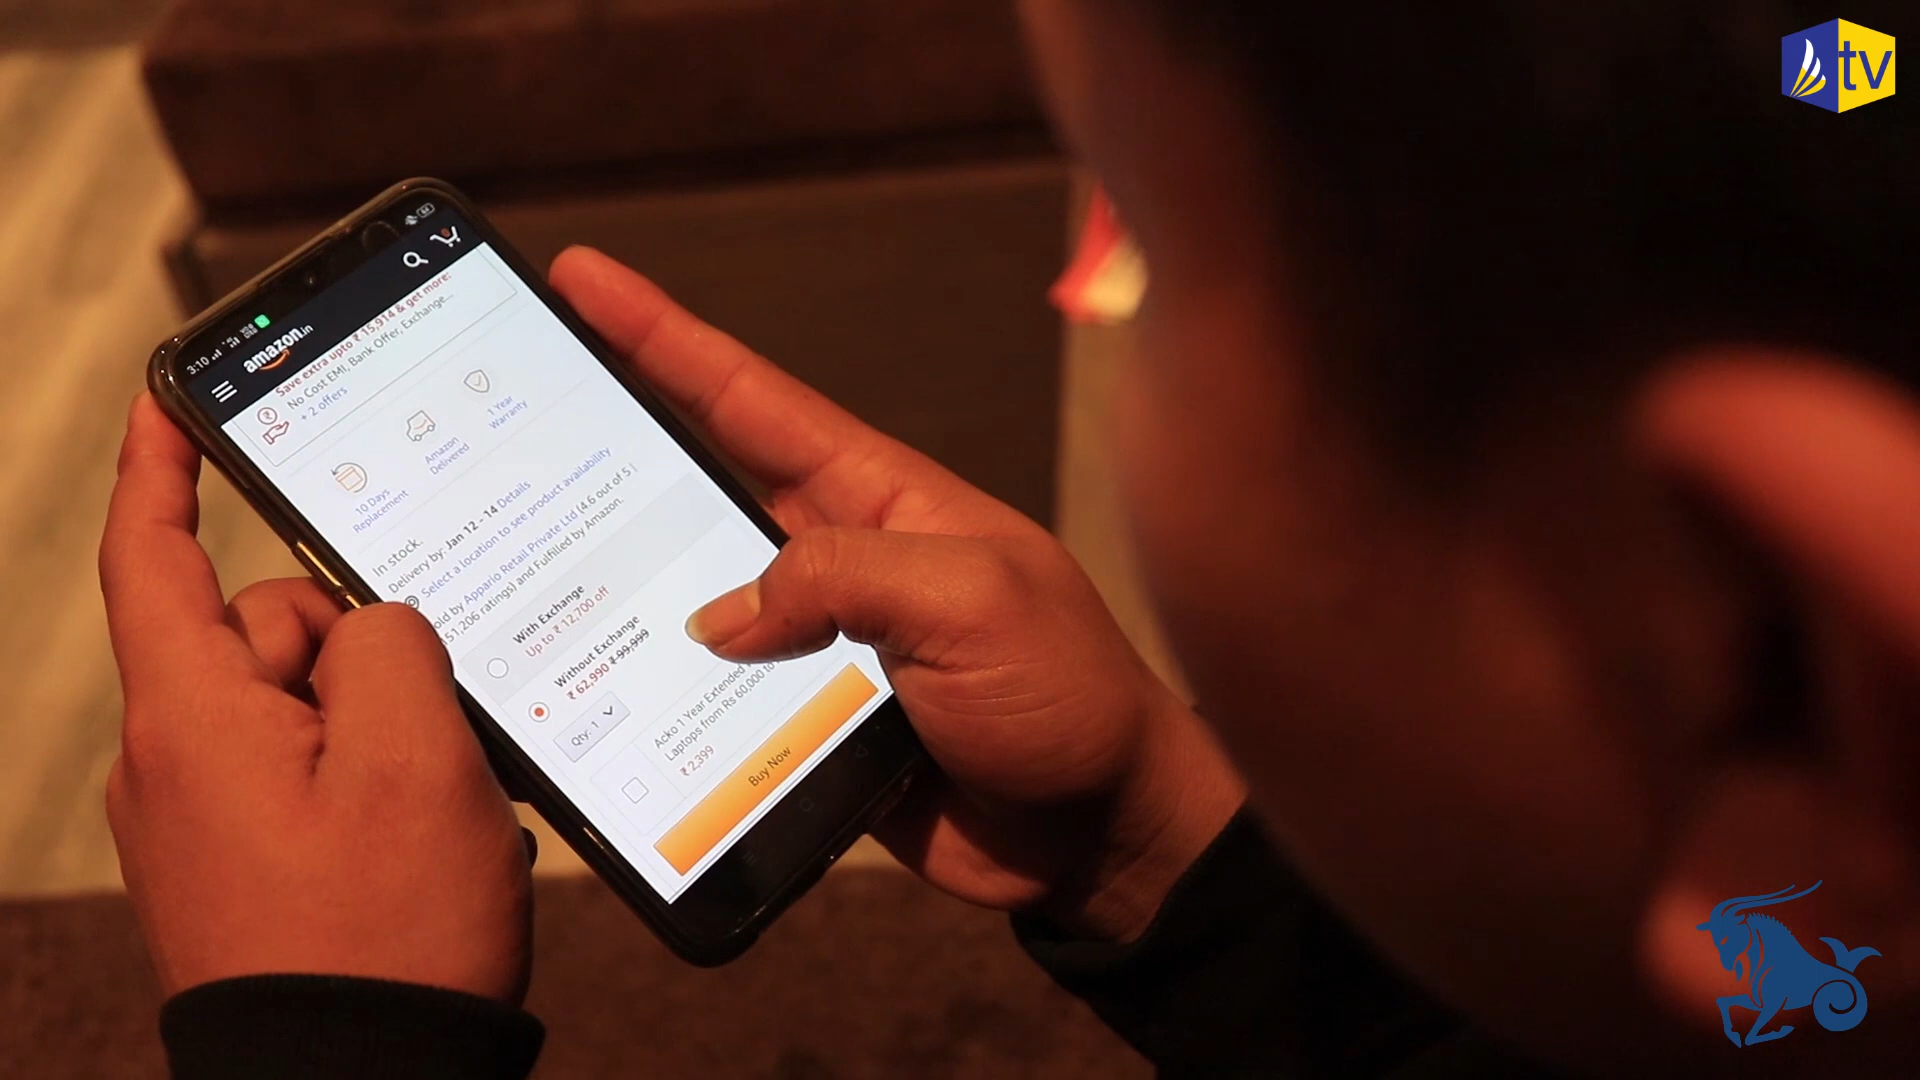 tv
3:10
amazon.in
Save extra upto ₹ 15,914 & get more:
No Cost EMI, Bank Offer, Exchange...
+ 2 offers
10 Days
Replacement
Amazon
Delivered
1 Year
Warranty
In stock.
Delivery by: Jan 12 - 14 Details
Select a location to see product availability
old by Appario Retail Private Ltd (4.6 out of 5 |
51,206 ratings) and Fulfilled by Amazon.
With Exchange
Up to ₹ 12,700 off
Without Exchange
₹ 62,990 ₹ 99,999
Qty: 1
Acko 1 Year Extended
Laptops from Rs 60,000 to
₹ 2,399
Buy Now